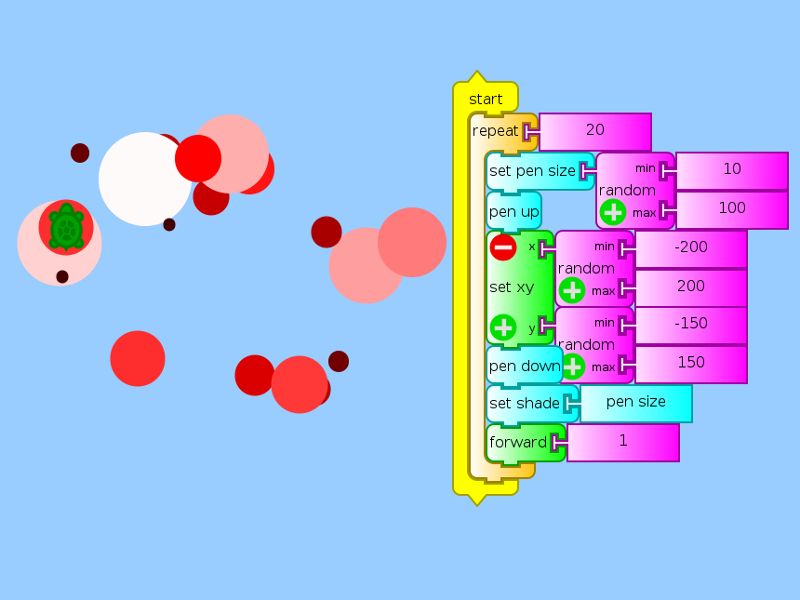 start
repeat 20
set pen size random min 10
max 100
pen up
set xy x random min -200
max 200
y random min -150
max 150
pen down
set shade pen size
forward 1